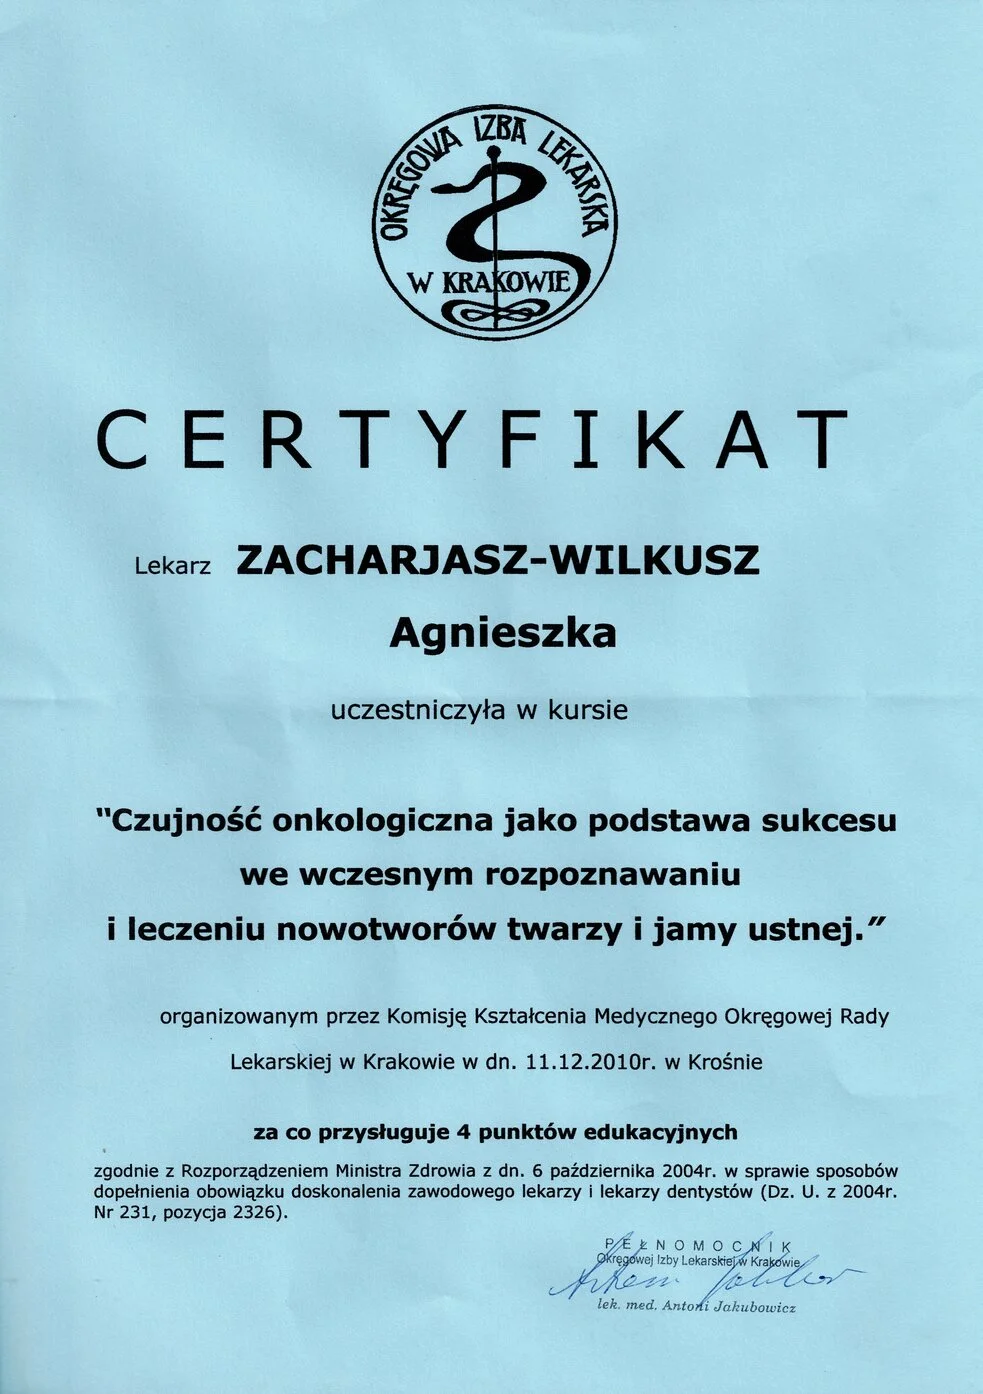 OKRĘGOWA IZBA LEKARSKA
W KRAKOWIE
CERTYFIKAT
Lekarz ZACHARJASZ-WILKUSZ
Agnieszka
uczestniczyła w kursie
"Czujność onkologiczna jako podstawa sukcesu
we wczesnym rozpoznawaniu
i leczeniu nowotworów twarzy i jamy ustnej."
organizowanym przez Komisję Kształcenia Medycznego Okręgowej Rady
Lekarskiej w Krakowie w dn. 11.12.2010r. w Krośnie
za co przysługuje 4 punktów edukacyjnych
zgodnie z Rozporządzeniem Ministra Zdrowia z dn. 6 października 2004r. w sprawie sposobów
dopełnienia obowiązku doskonalenia zawodowego lekarzy i lekarzy dentystów (Dz. U. z 2004r.
Nr 231, pozycja 2326).
PEŁNOMOCNIK
Okręgowej Izby Lekarskiej w Krakowie
lek. med. Antoni Jakubowicz